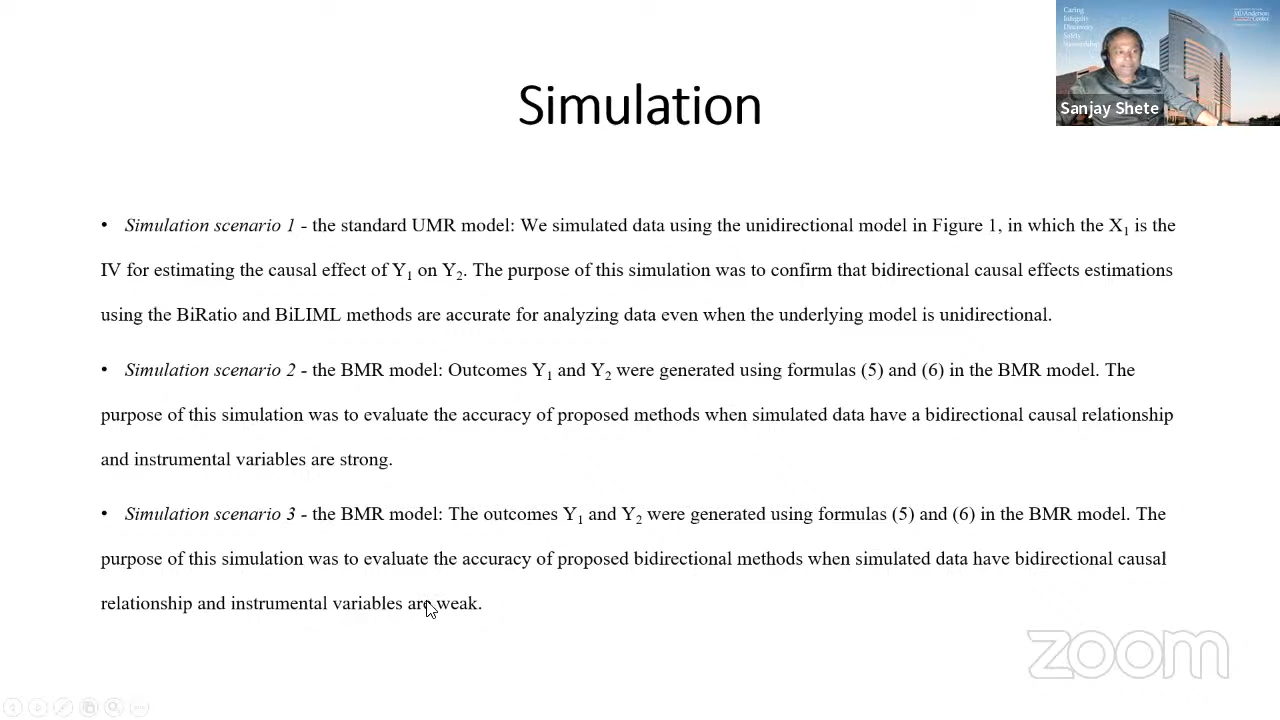 Caring
Integrity
Discovery
Safety
Stewardship
MDAnderson
Center
Sanjay Shete
Simulation
• Simulation scenario 1 - the standard UMR model: We simulated data using the unidirectional model in Figure 1, in which the X1 is the
IV for estimating the causal effect of Y1 on Y2. The purpose of this simulation was to confirm that bidirectional causal effects estimations
using the BiRatio and BiLIML methods are accurate for analyzing data even when the underlying model is unidirectional.
• Simulation scenario 2 - the BMR model: Outcomes Y1 and Y2 were generated using formulas (5) and (6) in the BMR model. The
purpose of this simulation was to evaluate the accuracy of proposed methods when simulated data have a bidirectional causal relationship
and instrumental variables are strong.
• Simulation scenario 3 - the BMR model: The outcomes Y1 and Y2 were generated using formulas (5) and (6) in the BMR model. The
purpose of this simulation was to evaluate the accuracy of proposed bidirectional methods when simulated data have bidirectional causal
relationship and instrumental variables are weak.
zoom